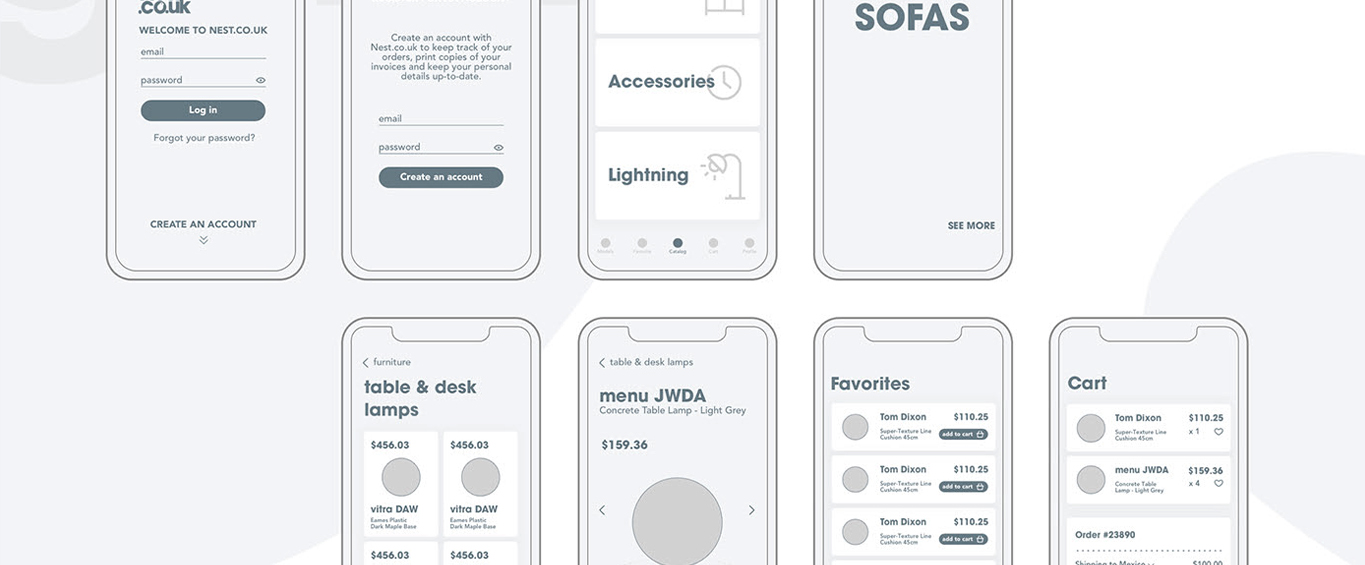 .co.uk
WELCOME TO NEST.CO.UK
email
password
Log in
Forgot your password?
CREATE AN ACCOUNT
Create an account with
Nest.co.uk to keep track of your
orders, print copies of your
invoices and keep your personal
details up-to-date.
email
password
Create an account
Accessories
Lightning
Catalog
Cart
Profile
SOFAS
SEE MORE
furniture
table & desk
lamps
$456.03
$456.03
vitra DAW
vitra DAW
Eames Plastic
Dark Maple Base
Eames Plastic
Dark Maple Base
$456.03
$456.03
table & desk lamps
menu JWDA
Concrete Table Lamp - Light Grey
$159.36
Favorites
Tom Dixon
$110.25
Super-Texture Line
Cushion 45cm
add to cart
Tom Dixon
$110.25
Super-Texture Line
Cushion 45cm
add to cart
Tom Dixon
$110.25
Super-Texture Line
Cushion 45cm
add to cart
Cart
Tom Dixon
$110.25
Super-Texture Line
Cushion 45cm
x 1
menu JWDA
$159.36
Concrete Table
Lamp - Light Grey
x 4
Order #23890
Shipping to Mexico
$100.00